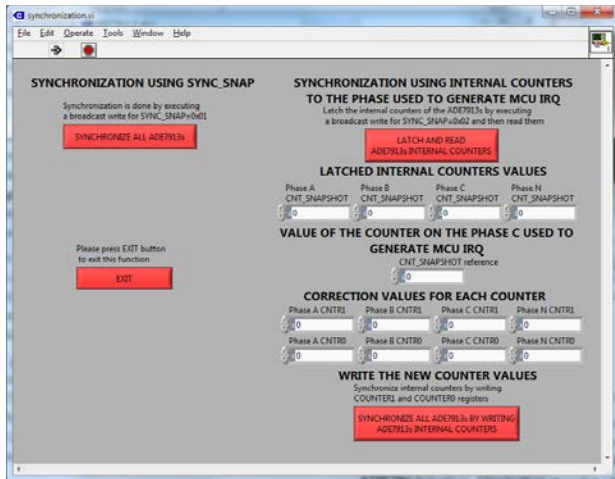 synchronization.vi
File Edit Operate Tools Window Help
SYNCHRONIZATION USING SYNC_SNAP
Synchronization is done by executing
a broadcast write for SYNC_SNAP=0x01
SYNCHRONIZE ALL ADE7913s
Please press EXIT button
to exit this function
EXIT
SYNCHRONIZATION USING INTERNAL COUNTERS
TO THE PHASE USED TO GENERATE MCU IRQ
Latch the internal counters of the ADE7913s by executing
a broadcast write for SYNC_SNAP=0x02 and then read them
LATCH AND READ
ADE7913s INTERNAL COUNTERS
LATCHED INTERNAL COUNTERS VALUES
Phase A Phase B Phase C Phase N
CNT_SNAPSHOT CNT_SNAPSHOT CNT_SNAPSHOT CNT_SNAPSHOT
0 0 0 0
VALUE OF THE COUNTER ON THE PHASE C USED TO
GENERATE MCU IRQ
CNT_SNAPSHOT reference
0
CORRECTION VALUES FOR EACH COUNTER
Phase A CNTR1 Phase B CNTR1 Phase C CNTR1 Phase N CNTR1
0 0 0 0
Phase A CNTR0 Phase B CNTR0 Phase C CNTR0 Phase N CNTR0
0 0 0 0
WRITE THE NEW COUNTER VALUES
Synchronize internal counters by writing
COUNTER1 and COUNTER0 registers
SYNCHRONIZE ALL ADE7913s BY WRITING
ADE7913s INTERNAL COUNTERS